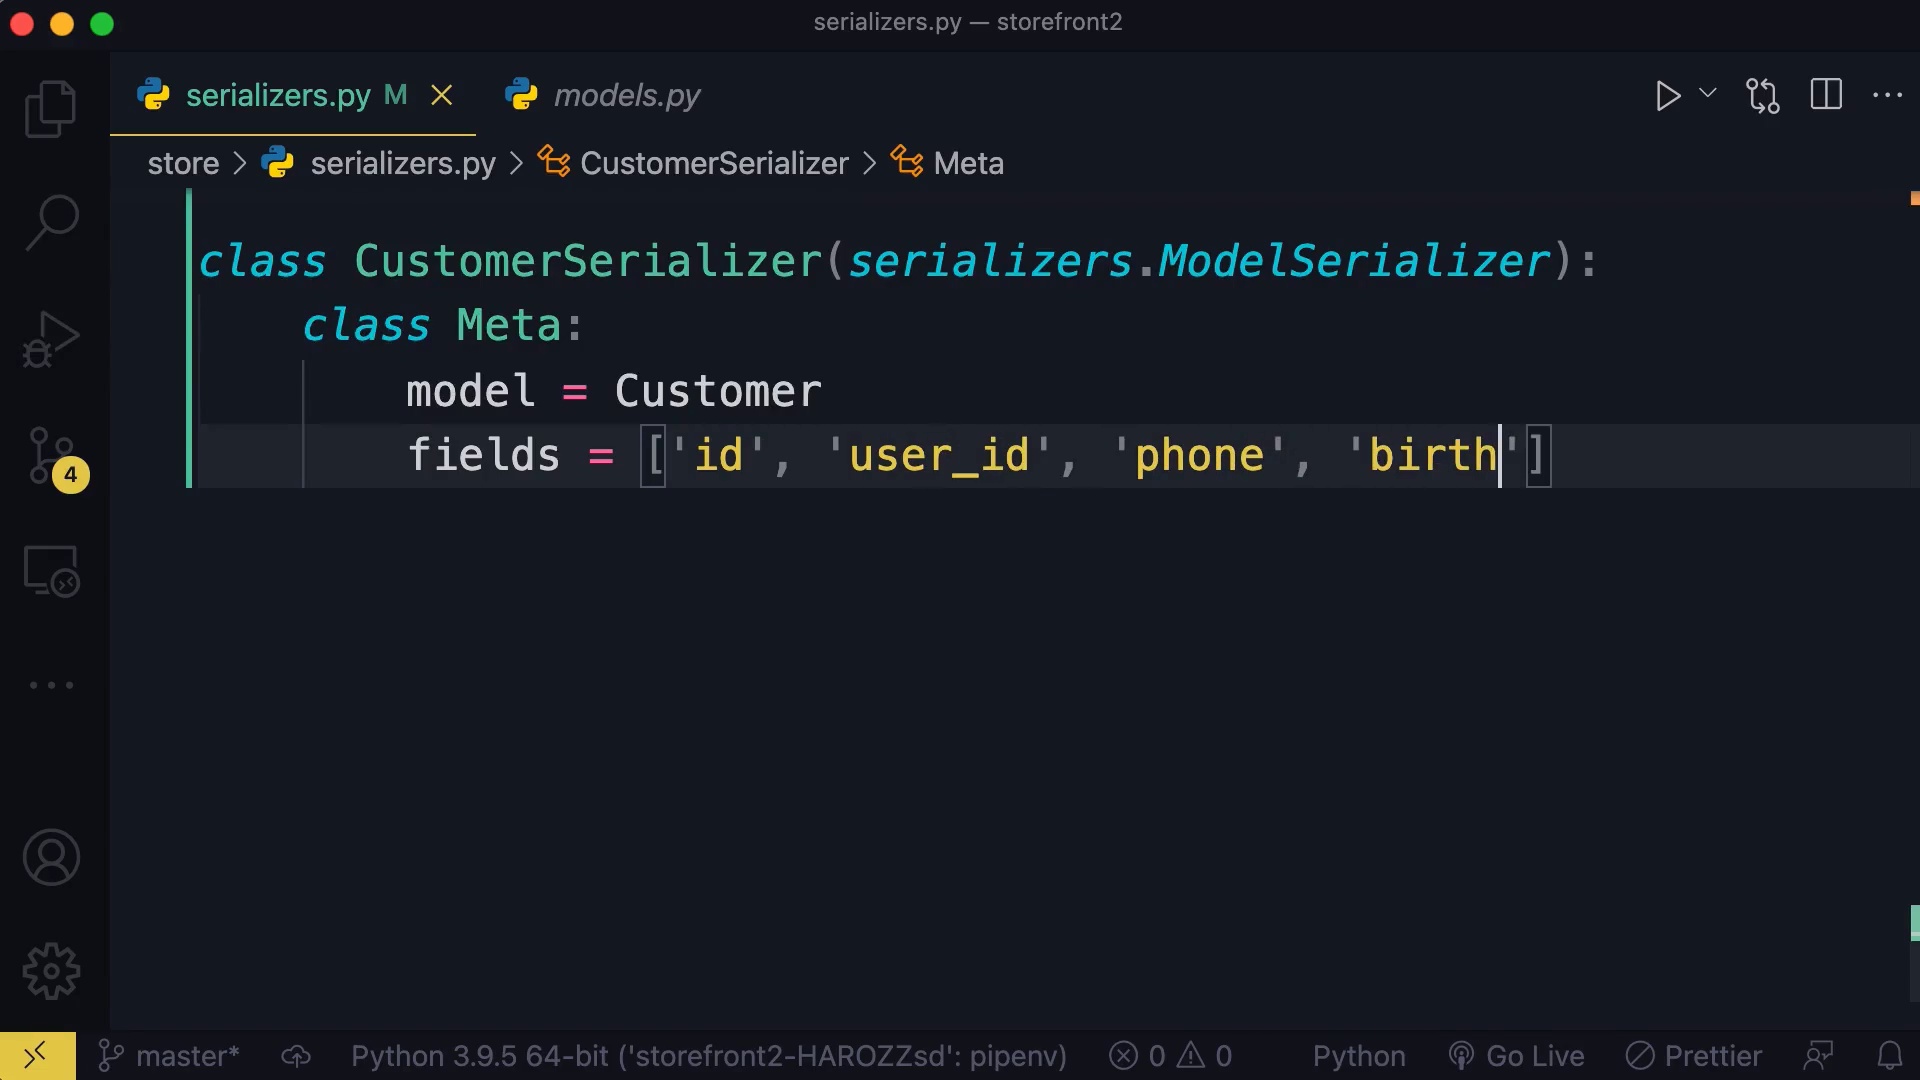 serializers.py — storefront2
serializers.py M models.py
store > serializers.py > CustomerSerializer > Meta
class CustomerSerializer(serializers.ModelSerializer):
class Meta:
model = Customer
fields = ['id', 'user_id', 'phone', 'birth']
4
master* Python 3.9.5 64-bit ('storefront2-HAROZZsd': pipenv) 0 0 Python Go Live Prettier